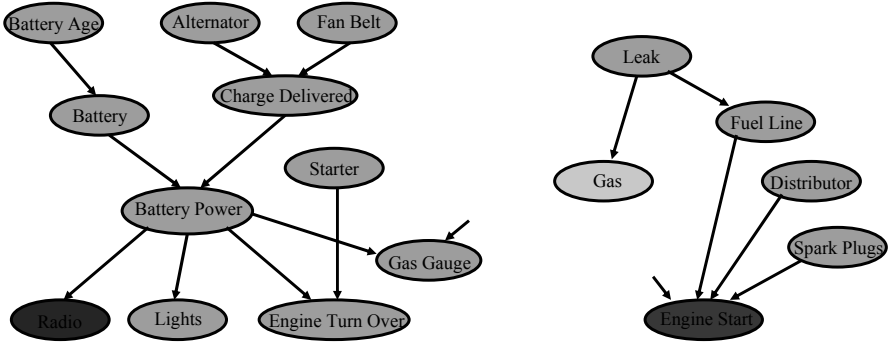 Battery Age
Alternator
Fan Belt
Leak
Charge Delivered
Battery
Fuel Line
Starter
Gas
Distributor
Battery Power
Spark Plugs
Gas Gauge
Radio
Lights
Engine Turn Over
Engine Start